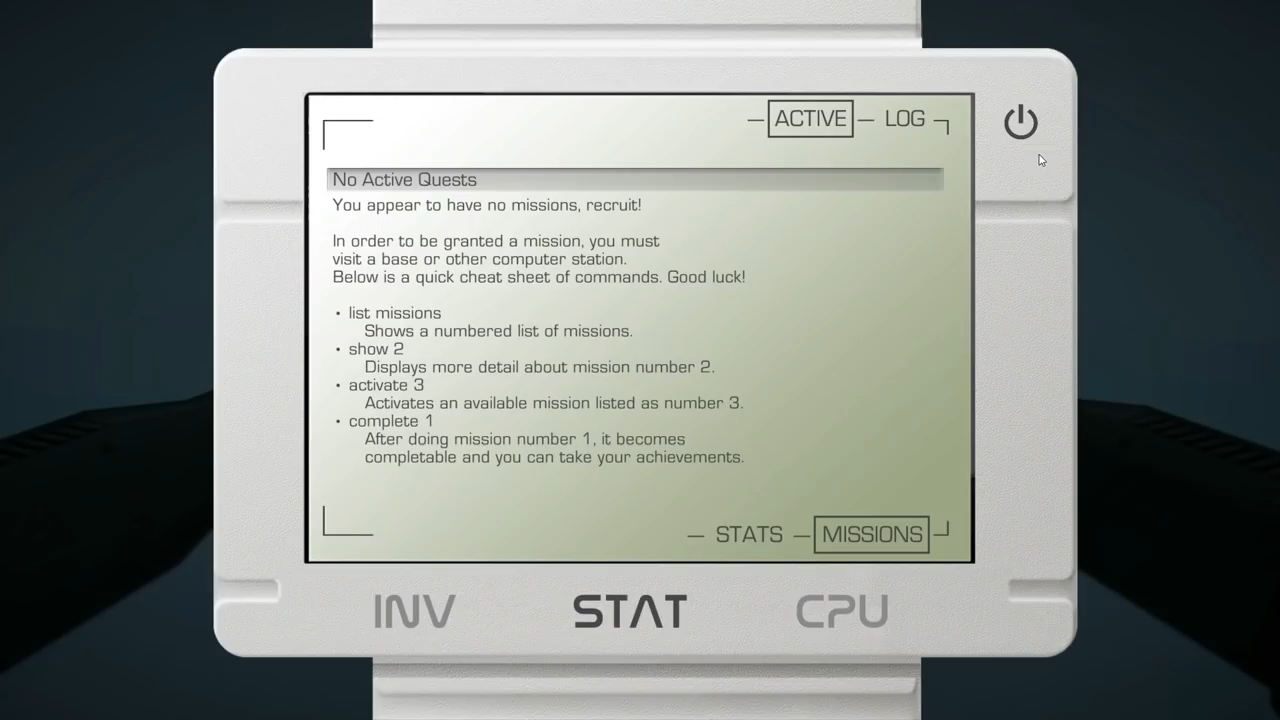 ACTIVE LOG
No Active Quests
You appear to have no missions, recruit!
In order to be granted a mission, you must
visit a base or other computer station.
Below is a quick cheat sheet of commands. Good luck!
• list missions
Shows a numbered list of missions.
• show 2
Displays more detail about mission number 2.
• activate 3
Activates an available mission listed as number 3.
• complete 1
After doing mission number 1, it becomes
completable and you can take your achievements.
STATS MISSIONS
INV STAT CPU